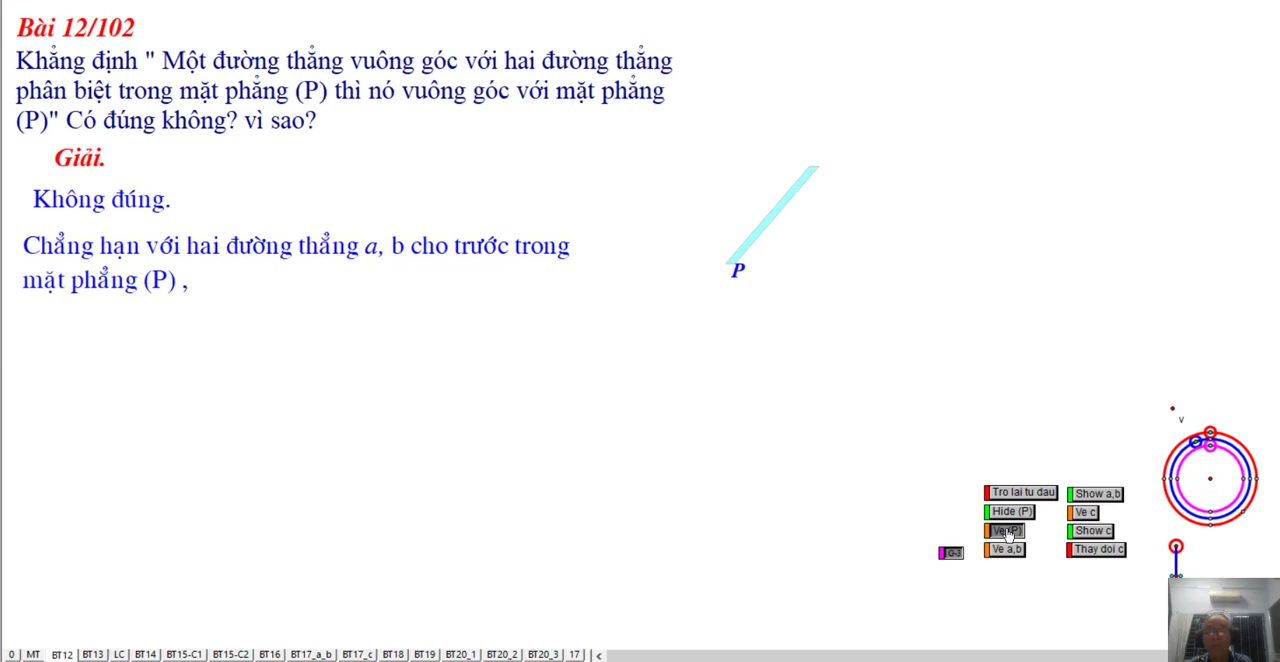 Bài 12/102
Khẳng định " Một đường thẳng vuông góc với hai đường thẳng
phân biệt trong mặt phẳng (P) thì nó vuông góc với mặt phẳng
(P)" Có đúng không? vì sao?
Giải.
Không đúng.
Chẳng hạn với hai đường thẳng a, b cho trước trong
mặt phẳng (P) ,
P
v
Tro lai tu dau
Show a,b
Hide (P)
Ve c
Ve (P)
Show c
Q-3
Ve a,b
Thay doi c
0 MT BT12 BT13 LC BT14 BT15-C1 BT15-C2 BT16 BT17_a_b BT17_c BT18 BT19 BT20_1 BT20_2 BT20_3 17 <